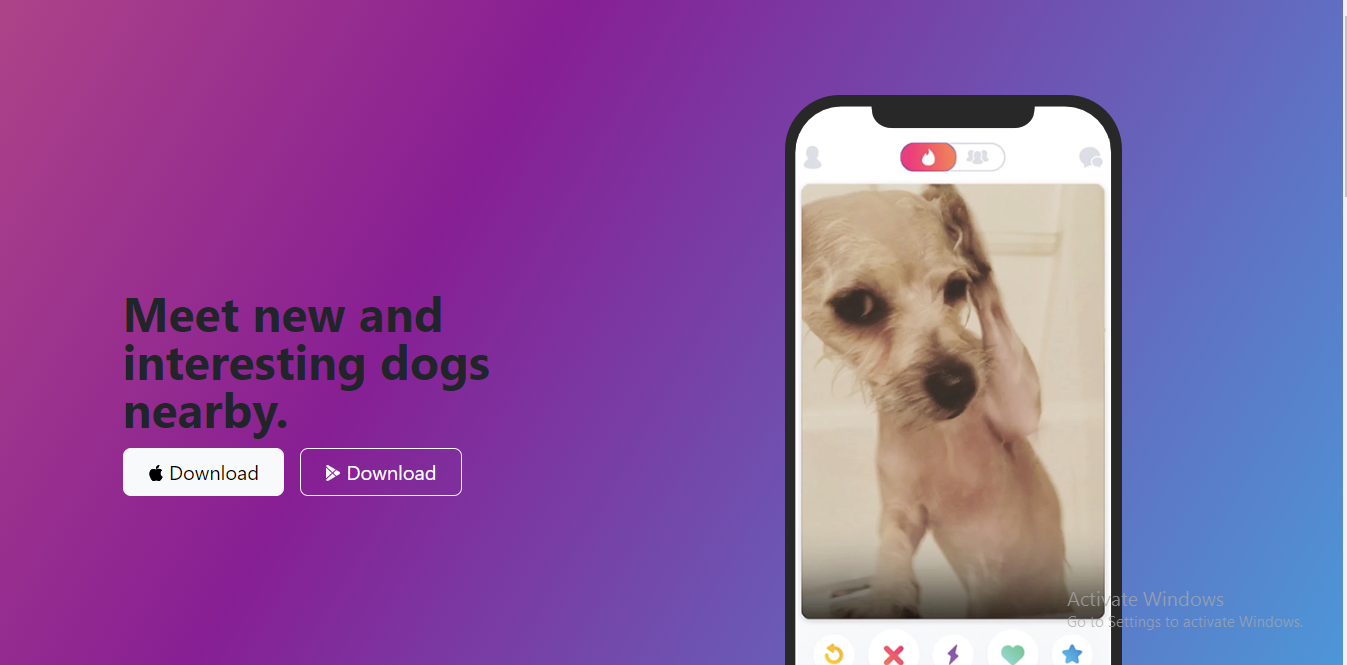 Meet new and
interesting dogs
nearby.
Download
Download
Activate Windows
Go to Settings to activate Windows.